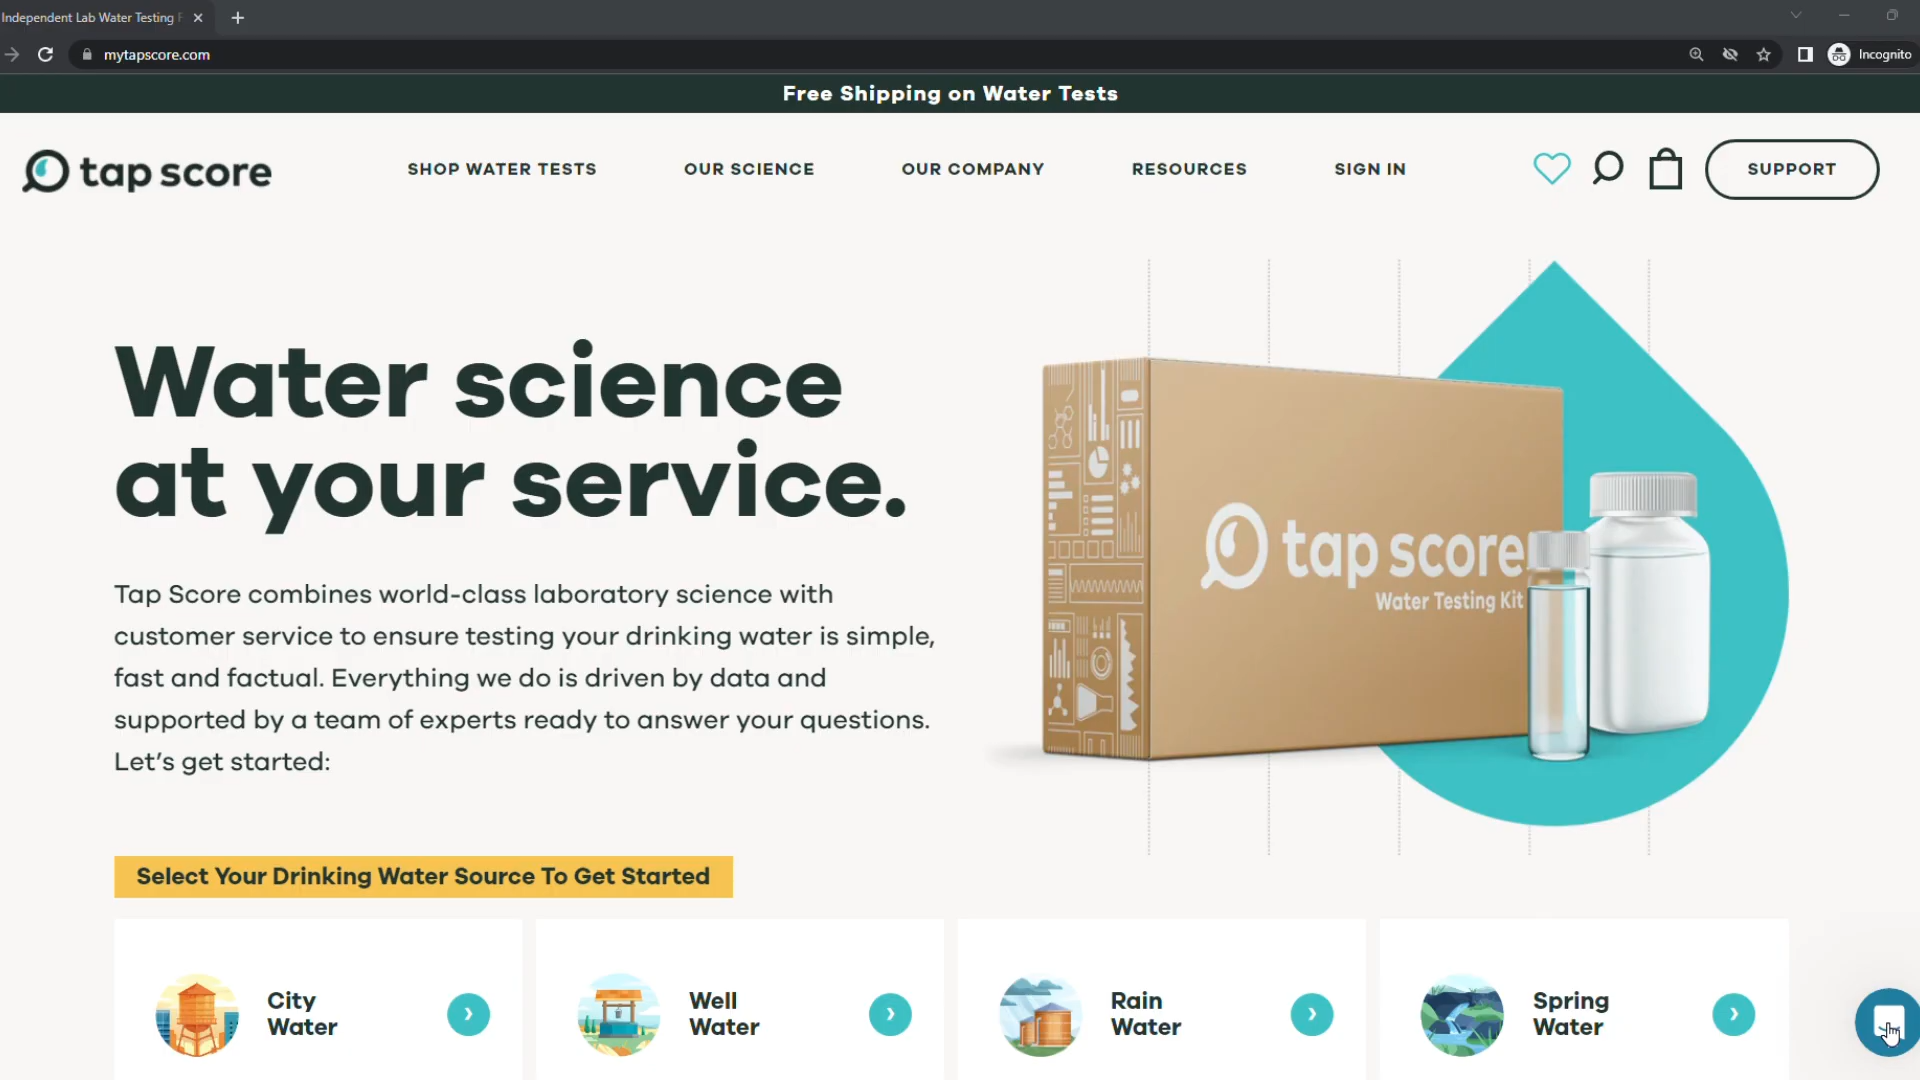 Independent Lab Water Testing F
mytapscore.com
Incognito
Free Shipping on Water Tests
tap score
SHOP WATER TESTS
OUR SCIENCE
OUR COMPANY
RESOURCES
SIGN IN
SUPPORT
Water science
at your service.
tap score
Water Testing Kit
Tap Score combines world-class laboratory science with
customer service to ensure testing your drinking water is simple,
fast and factual. Everything we do is driven by data and
supported by a team of experts ready to answer your questions.
Let's get started:
Select Your Drinking Water Source To Get Started
City
Water
Well
Water
Rain
Water
Spring
Water